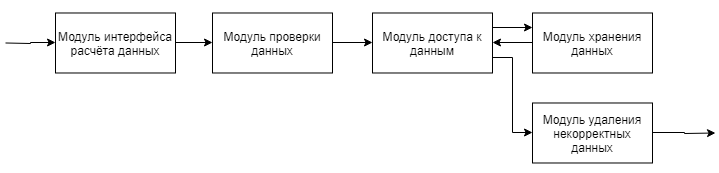 Модуль интерфейса
расчёта данных
Модуль проверки
данных
Модуль доступа к
данным
Модуль хранения
данных
Модуль удаления
некорректных
данных